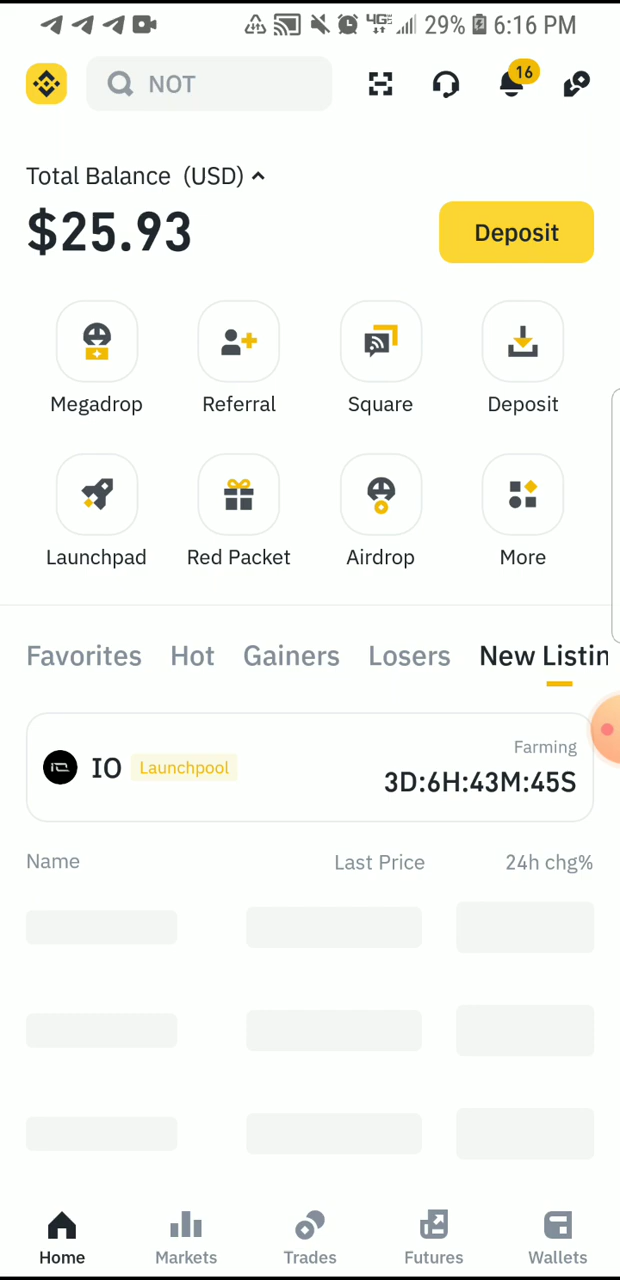 4GE 29% 6:16 PM
NOT
16
Total Balance (USD)
$25.93
Deposit
Megadrop Referral Square Deposit
Launchpad Red Packet Airdrop More
Favorites Hot Gainers Losers New Listin
Farming
IO Launchpool
3D:6H:43M:45S
Name Last Price 24h chg%
Home Markets Trades Futures Wallets